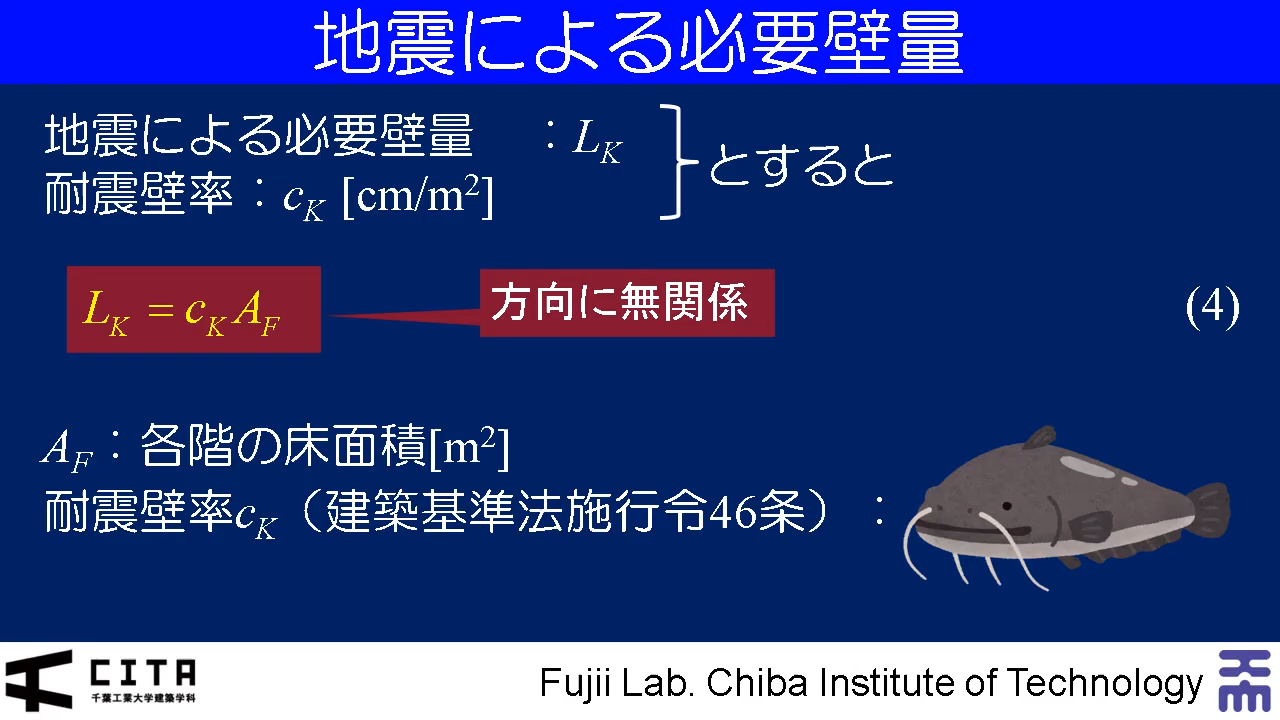 地震による必要壁量
地震による必要壁量　：L_K
耐震壁率：c_K [cm/m²]
とすると
L_K = c_K A_F
方向に無関係
(4)
A_F：各階の床面積[m²]
耐震壁率c_K（建築基準法施行令46条）：
CITA
千葉工業大学建築学科
Fujii Lab. Chiba Institute of Technology